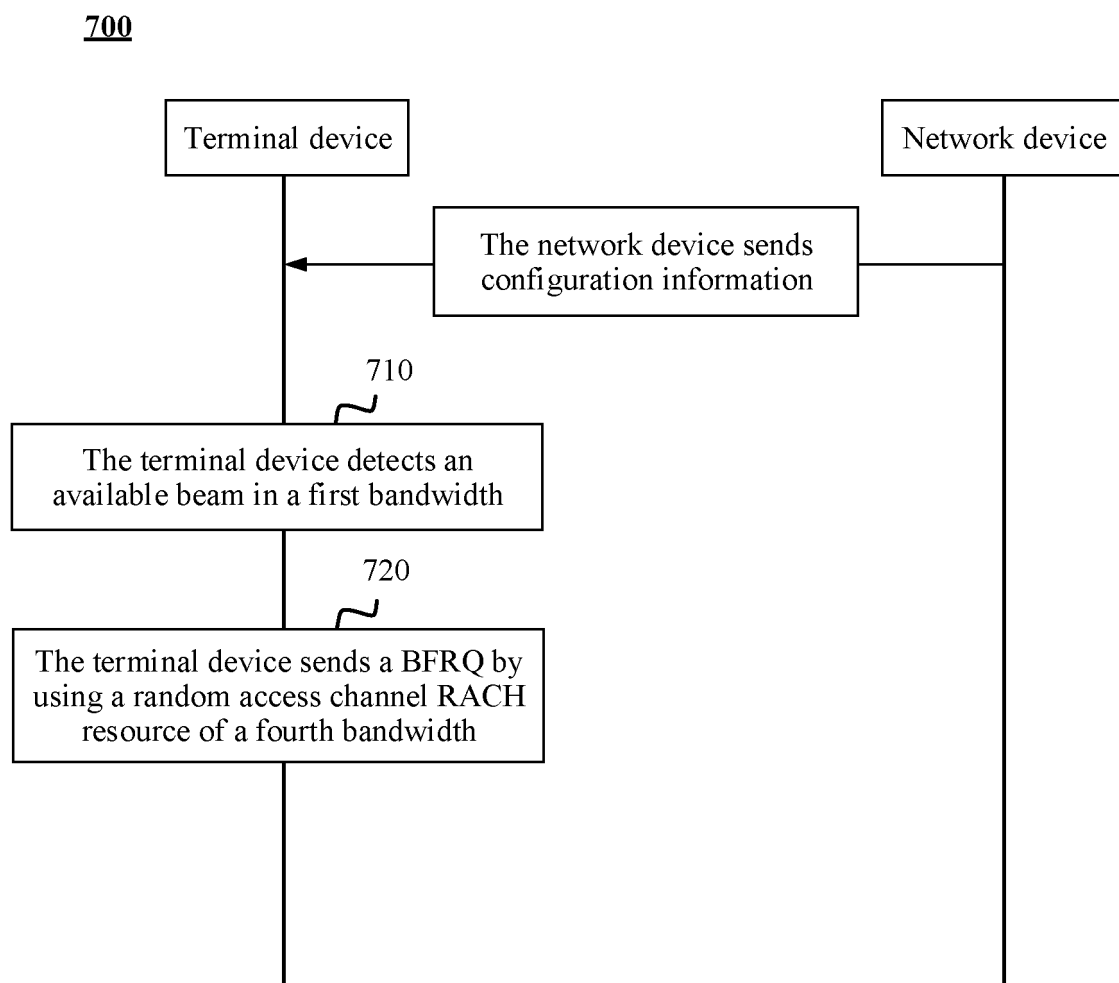 700
Terminal device
Network device
The network device sends
configuration information
710
The terminal device detects an
available beam in a first bandwidth
720
The terminal device sends a BFRQ by
using a random access channel RACH
resource of a fourth bandwidth